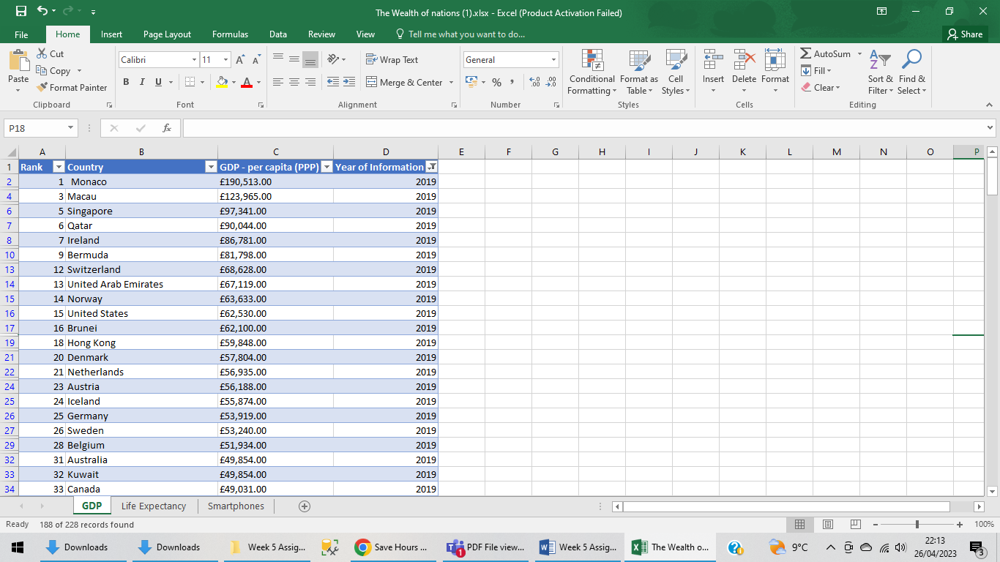 The Wealth of nations (1).xlsx - Excel (Product Activation Failed)
File Home Insert Page Layout Formulas Data Review View Tell me what you want to do... Share
Cut
Copy
Format Painter
Paste
Clipboard
Calibri 11
B I U
Font
Wrap Text
Merge & Center
Alignment
General
Number
Conditional Formatting
Format as Table
Cell Styles
Styles
Insert Delete Format
Cells
AutoSum
Fill
Clear
Sort & Filter
Find & Select
Editing
P18 fx
A B C D E F G H I J K L M N O P
1 Rank Country GDP - per capita (PPP) Year of Information
2 1 Monaco £190,513.00 2019
4 3 Macau £123,965.00 2019
6 5 Singapore £97,341.00 2019
7 6 Qatar £90,044.00 2019
8 7 Ireland £86,781.00 2019
10 9 Bermuda £81,798.00 2019
13 12 Switzerland £68,628.00 2019
14 13 United Arab Emirates £67,119.00 2019
15 14 Norway £63,633.00 2019
16 15 United States £62,530.00 2019
17 16 Brunei £62,100.00 2019
19 18 Hong Kong £59,848.00 2019
21 20 Denmark £57,804.00 2019
22 21 Netherlands £56,935.00 2019
24 23 Austria £56,188.00 2019
25 24 Iceland £55,874.00 2019
26 25 Germany £53,919.00 2019
27 26 Sweden £53,240.00 2019
29 28 Belgium £51,934.00 2019
32 31 Australia £49,854.00 2019
33 32 Kuwait £49,854.00 2019
34 33 Canada £49,031.00 2019
GDP Life Expectancy Smartphones
Ready 188 of 228 records found 100%
Downloads Downloads Week 5 Assig... Save Hours ... PDF File view... Week 5 Assig... The Wealth o... 9°C 22:13
26/04/2023 3